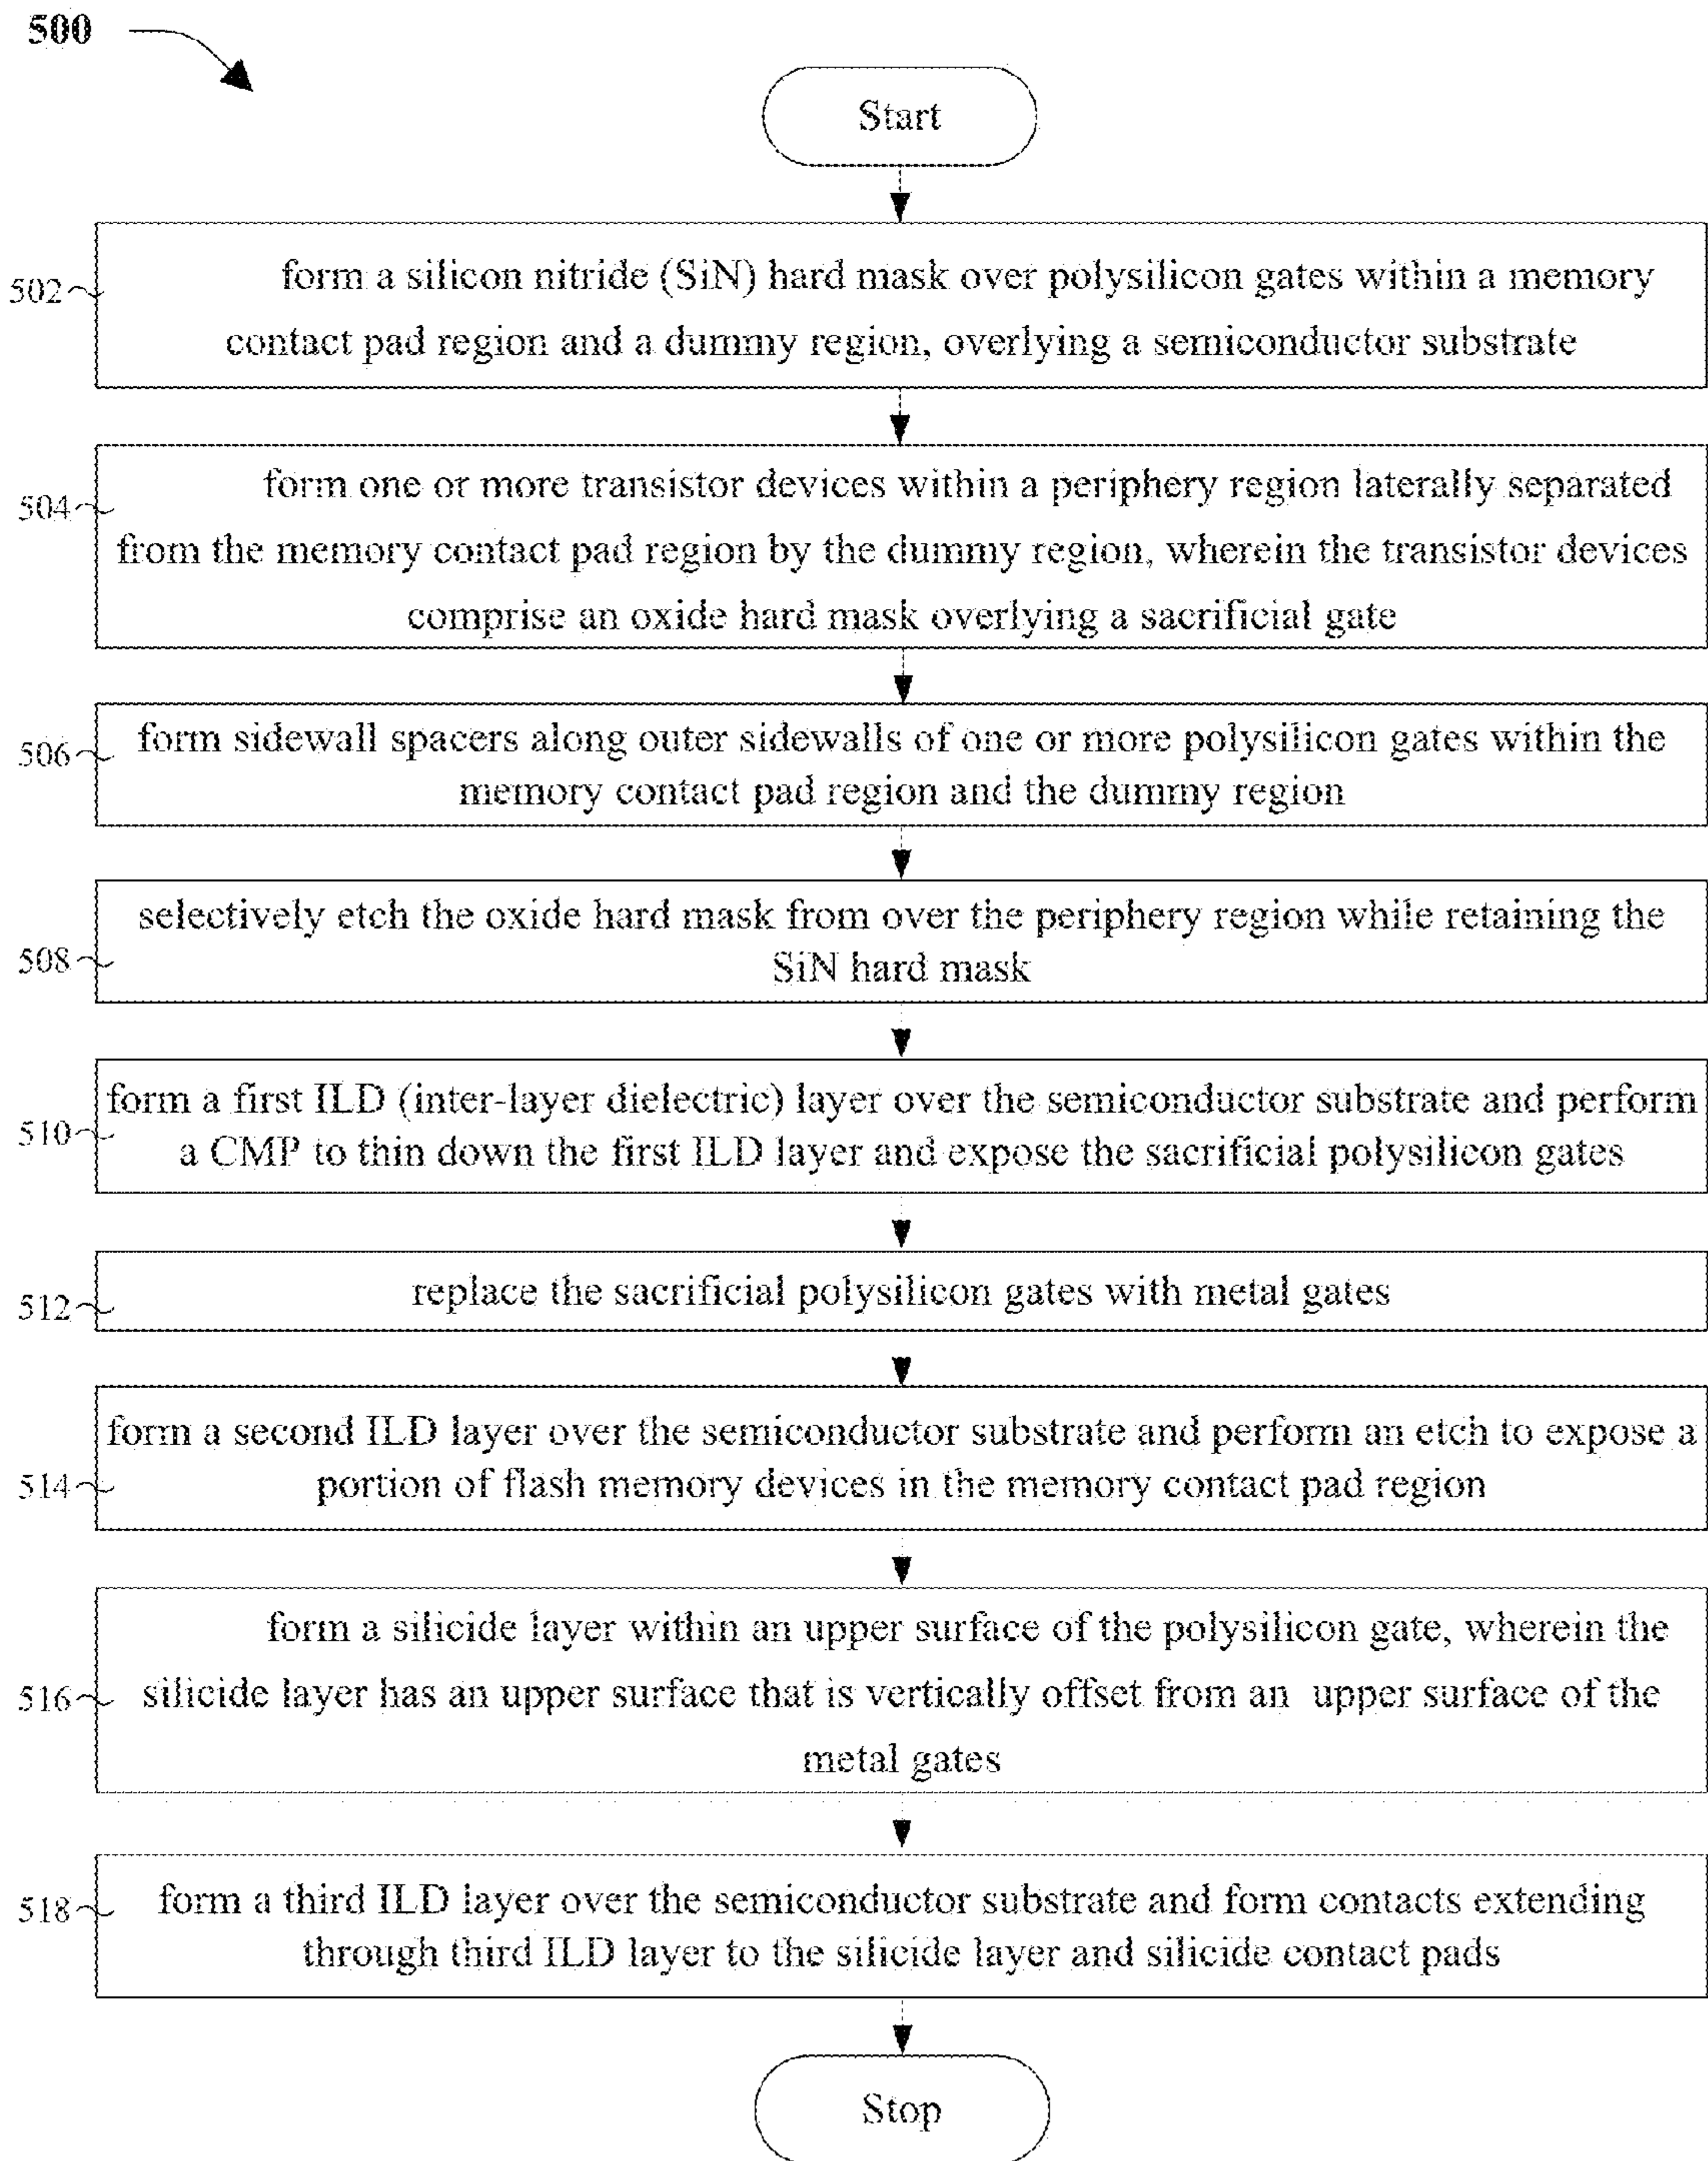 500
Start
502
form a silicon nitride (SiN) hard mask over polysilicon gates within a memory
contact pad region and a dummy region, overlying a semiconductor substrate
504
form one or more transistor devices within a periphery region laterally separated
from the memory contact pad region by the dummy region, wherein the transistor devices
comprise an oxide hard mask overlying a sacrificial gate
506
form sidewall spacers along outer sidewalls of one or more polysilicon gates within the
memory contact pad region and the dummy region
508
selectively etch the oxide hard mask from over the periphery region while retaining the
SiN hard mask
510
form a first ILD (inter-layer dielectric) layer over the semiconductor substrate and perform
a CMP to thin down the first ILD layer and expose the sacrificial polysilicon gates
512
replace the sacrificial polysilicon gates with metal gates
514
form a second ILD layer over the semiconductor substrate and perform an etch to expose a
portion of flash memory devices in the memory contact pad region
516
form a silicide layer within an upper surface of the polysilicon gate, wherein the
silicide layer has an upper surface that is vertically offset from an upper surface of the
metal gates
518
form a third ILD layer over the semiconductor substrate and form contacts extending
through third ILD layer to the silicide layer and silicide contact pads
Stop